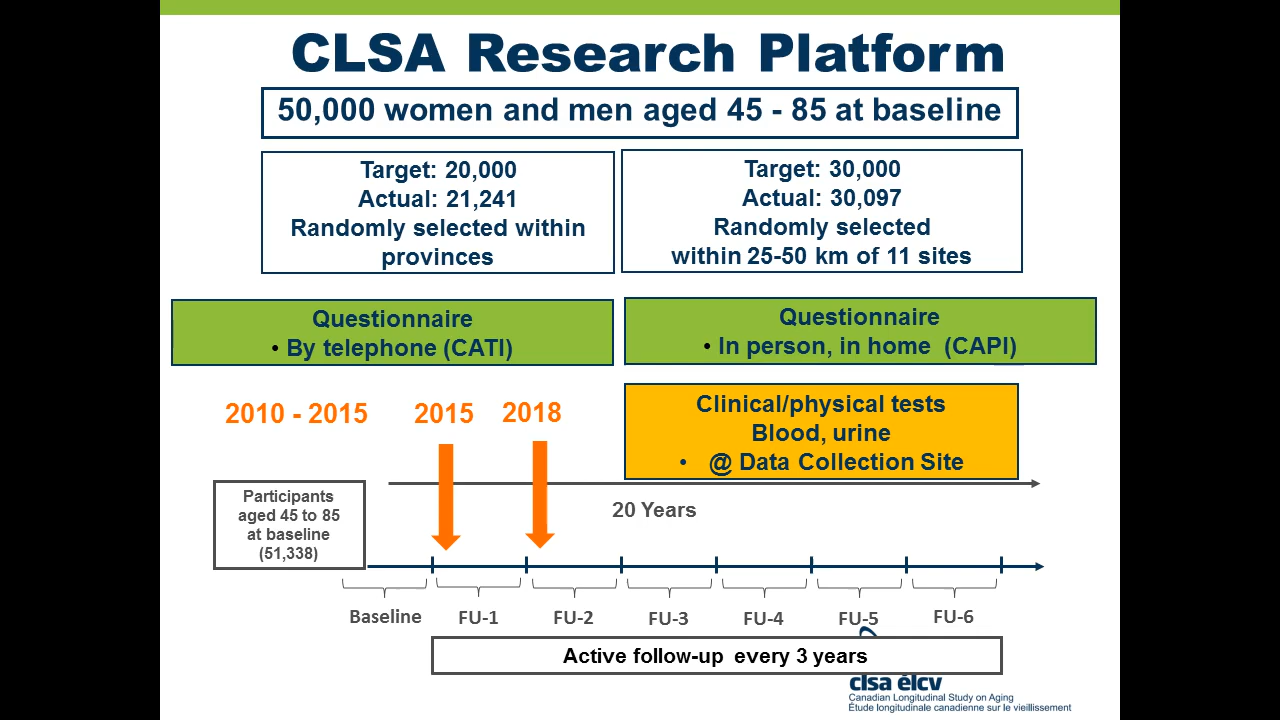 CLSA Research Platform
50,000 women and men aged 45 - 85 at baseline
Target: 20,000
Actual: 21,241
Randomly selected within
provinces
Target: 30,000
Actual: 30,097
Randomly selected
within 25-50 km of 11 sites
Questionnaire
• By telephone (CATI)
Questionnaire
• In person, in home (CAPI)
Clinical/physical tests
Blood, urine
• @ Data Collection Site
2010 - 2015
2015
2018
Participants
aged 45 to 85
at baseline
(51,338)
20 Years
Baseline
FU-1
FU-2
FU-3
FU-4
FU-5
FU-6
Active follow-up every 3 years
clsa élcv
Canadian Longitudinal Study on Aging
Étude longitudinale canadienne sur le vieillissement